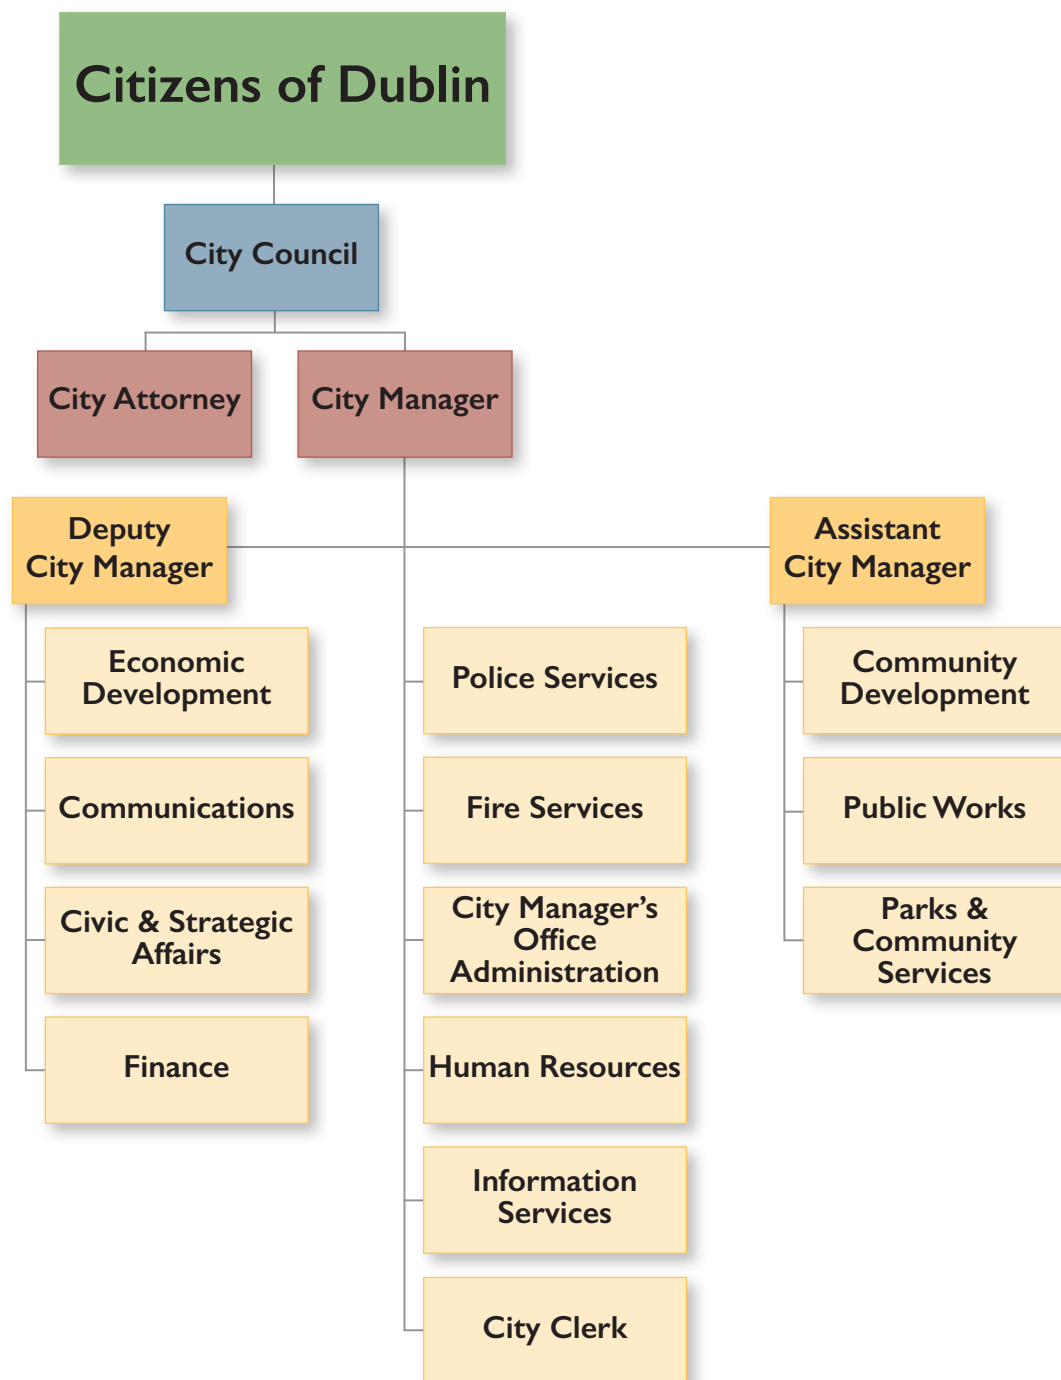 Citizens of Dublin
City Council
City Attorney
City Manager
Deputy
City Manager
Assistant
City Manager
Economic
Development
Communications
Civic & Strategic
Affairs
Finance
Police Services
Fire Services
City Manager’s
Office
Administration
Human Resources
Information
Services
City Clerk
Community
Development
Public Works
Parks &
Community
Services